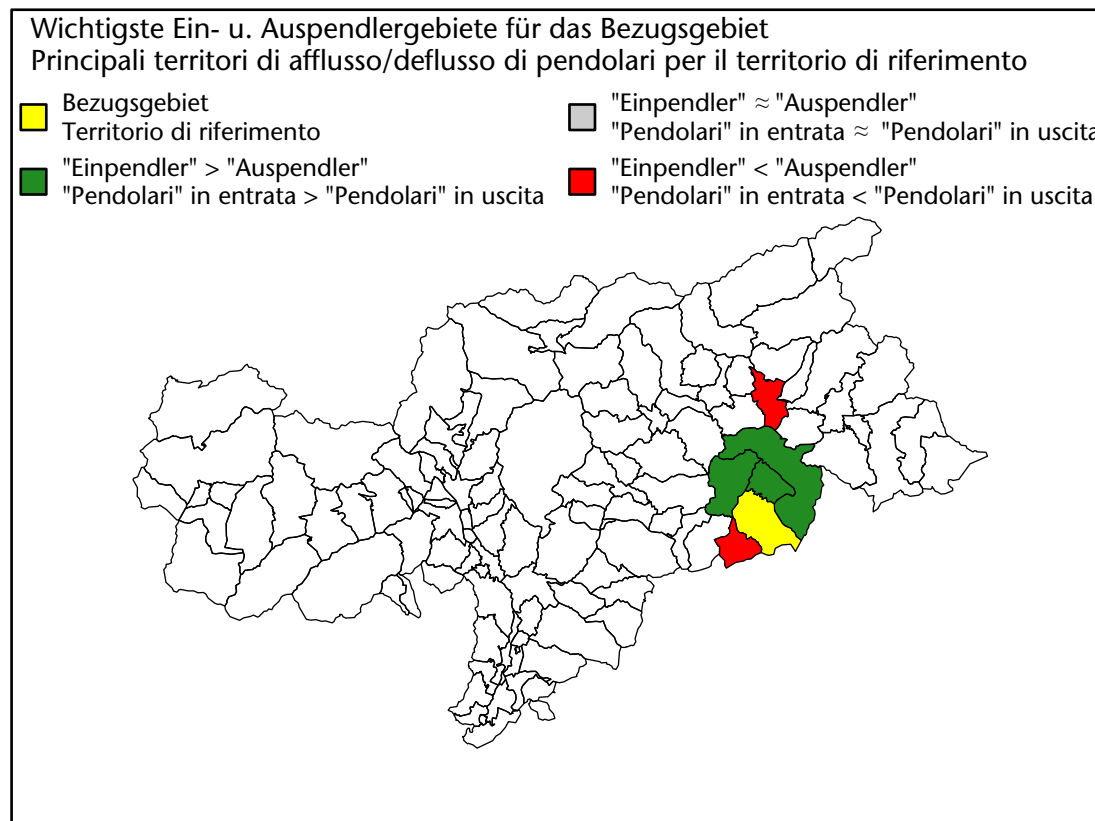 Wichtigste Ein- u. Auspendlergebiete für das Bezugsgebiet
Principali territori di afflusso/deflusso di pendolari per il territorio di riferimento
Bezugsgebiet
Territorio di riferimento
"Einpendler" > "Auspendler"
"Pendolari" in entrata > "Pendolari" in uscita
"Einpendler" ≈ "Auspendler"
"Pendolari" in entrata ≈ "Pendolari" in uscita
"Einpendler" < "Auspendler"
"Pendolari" in entrata < "Pendolari" in uscita